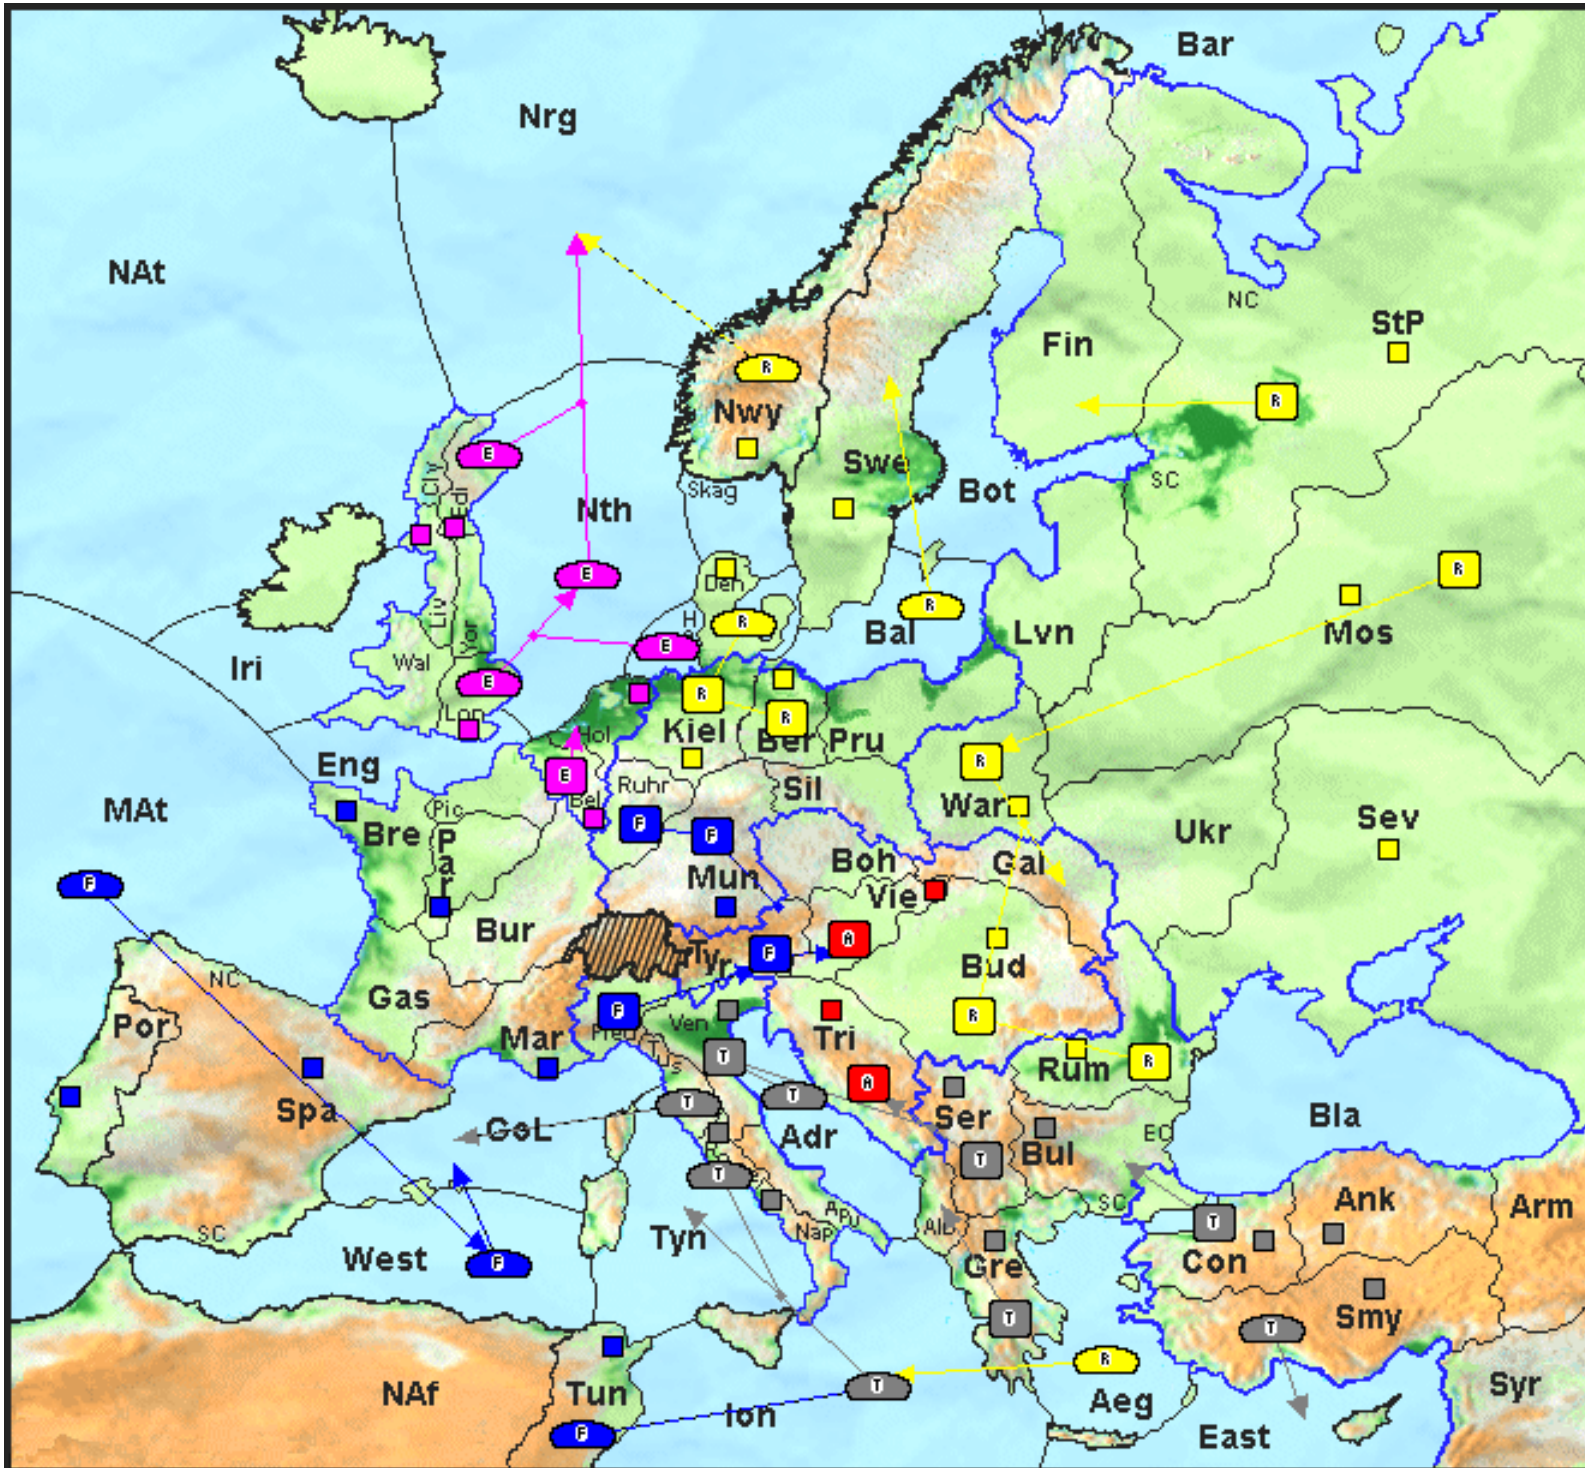 Bar
Nrg
NAt
NC
StP
Fin
R
R
R
Nwy
E
Swe
Cly
Edi
SC
Skag
Bot
Nth
R
E
Den
R
R
H
e
Bal
Lvn
Mos
Liv
Yor
E
Wal
Iri
E
R
R
Lon
Hol
Kiel
Ber
Pru
Eng
R
E
Ruhr
Sil
Bel
War
MAt
Pic
Bre
P
a
r
F
F
Ukr
Sev
Boh
Gal
F
Mun
Vie
Bur
A
F
Tyr
Bud
NC
Gas
F
R
Por
Ven
Tri
Mar
Pied
Tus
T
Rum
R
A
Ser
Spa
T
T
GoL
Adr
Bla
EC
Bul
T
T
Ank
Arm
Apu
SC
T
SC
Tyn
Nap
Alb
West
F
Gre
Con
T
T
Smy
R
NAf
Tun
T
Aeg
Syr
Ion
F
East